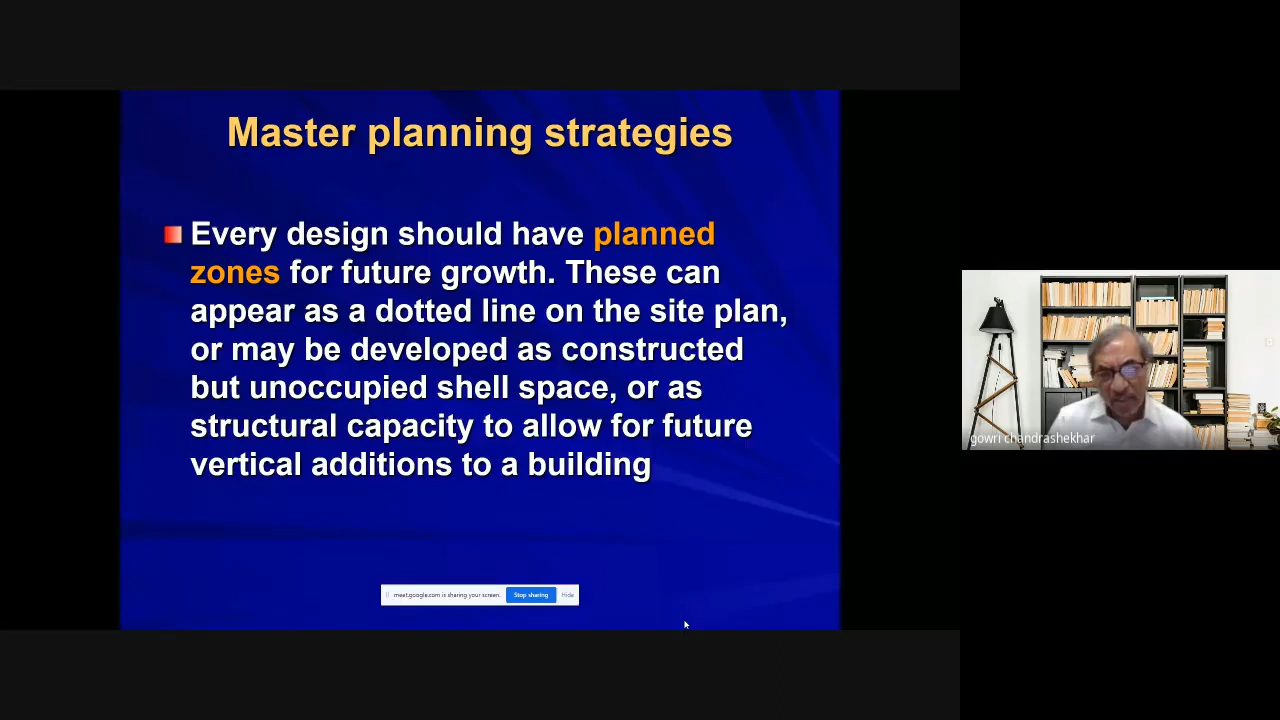 Master planning strategies
Every design should have planned
zones for future growth. These can
appear as a dotted line on the site plan,
or may be developed as constructed
but unoccupied shell space, or as
structural capacity to allow for future
vertical additions to a building
meet.google.com is sharing your screen.
Stop sharing
Hide
gowri chandrashekhar